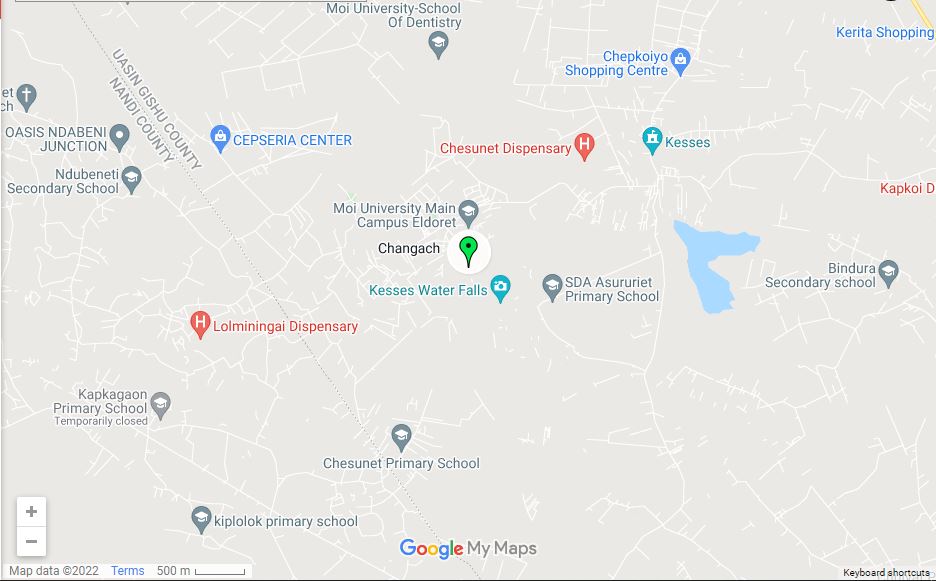 Moi University-School
Of Dentistry
Kerita Shopping
Chepkoiyo
Shopping Centre
UASIN GISHU COUNTY
NANDI COUNTY
et
ch
OASIS NDABENI
JUNCTION
CEPSERIA CENTER
Chesunet Dispensary
H
Kesses
Ndubeneti
Secondary School
Kapkoi D
Moi University Main
Campus Eldoret
Changach
Kesses Water Falls
SDA Asururiet
Primary School
Bindura
Secondary school
H
Lolminingai Dispensary
Kapkagaon
Primary School
Temporarily closed
Chesunet Primary School
kiplolok primary school
+
−
Google My Maps
Map data ©2022 Terms 500 m
Keyboard shortcuts